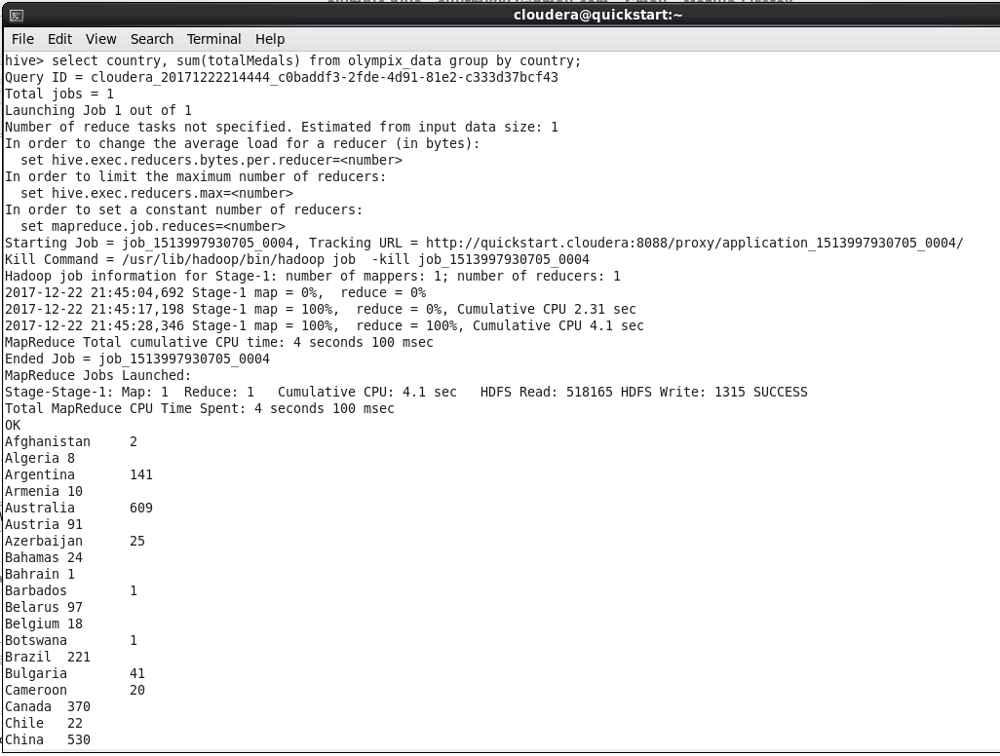 cloudera@quickstart:~
File Edit View Search Terminal Help
hive> select country, sum(totalMedals) from olympix_data group by country;
Query ID = cloudera_20171222214444_c0baddf3-2fde-4d91-81e2-c333d37bcf43
Total jobs = 1
Launching Job 1 out of 1
Number of reduce tasks not specified. Estimated from input data size: 1
In order to change the average load for a reducer (in bytes):
  set hive.exec.reducers.bytes.per.reducer=<number>
In order to limit the maximum number of reducers:
  set hive.exec.reducers.max=<number>
In order to set a constant number of reducers:
  set mapreduce.job.reduces=<number>
Starting Job = job_1513997930705_0004, Tracking URL = http://quickstart.cloudera:8088/proxy/application_1513997930705_0004/
Kill Command = /usr/lib/hadoop/bin/hadoop job  -kill job_1513997930705_0004
Hadoop job information for Stage-1: number of mappers: 1; number of reducers: 1
2017-12-22 21:45:04,692 Stage-1 map = 0%,  reduce = 0%
2017-12-22 21:45:17,198 Stage-1 map = 100%,  reduce = 0%, Cumulative CPU 2.31 sec
2017-12-22 21:45:28,346 Stage-1 map = 100%,  reduce = 100%, Cumulative CPU 4.1 sec
MapReduce Total cumulative CPU time: 4 seconds 100 msec
Ended Job = job_1513997930705_0004
MapReduce Jobs Launched:
Stage-Stage-1: Map: 1  Reduce: 1   Cumulative CPU: 4.1 sec   HDFS Read: 518165 HDFS Write: 1315 SUCCESS
Total MapReduce CPU Time Spent: 4 seconds 100 msec
OK
Afghanistan	2
Algeria	8
Argentina	141
Armenia	10
Australia	609
Austria	91
Azerbaijan	25
Bahamas	24
Bahrain	1
Barbados	1
Belarus	97
Belgium	18
Botswana	1
Brazil	221
Bulgaria	41
Cameroon	20
Canada	370
Chile	22
China	530